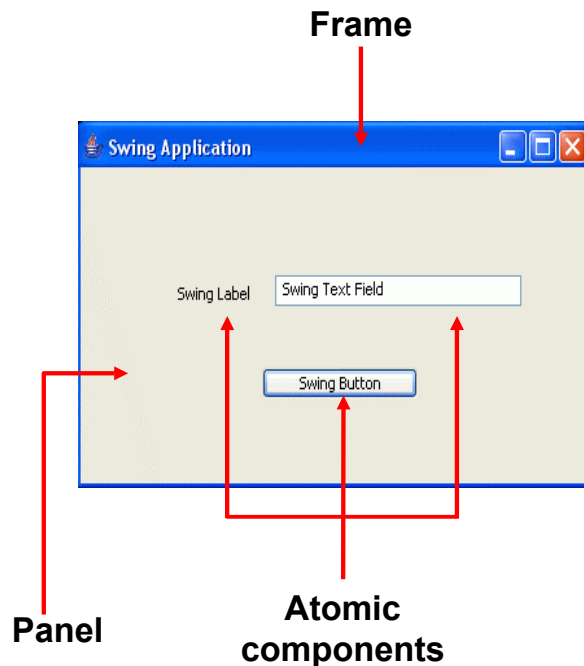 Frame
Swing Application
Swing Label
Swing Text Field
Swing Button
Panel
Atomic
components